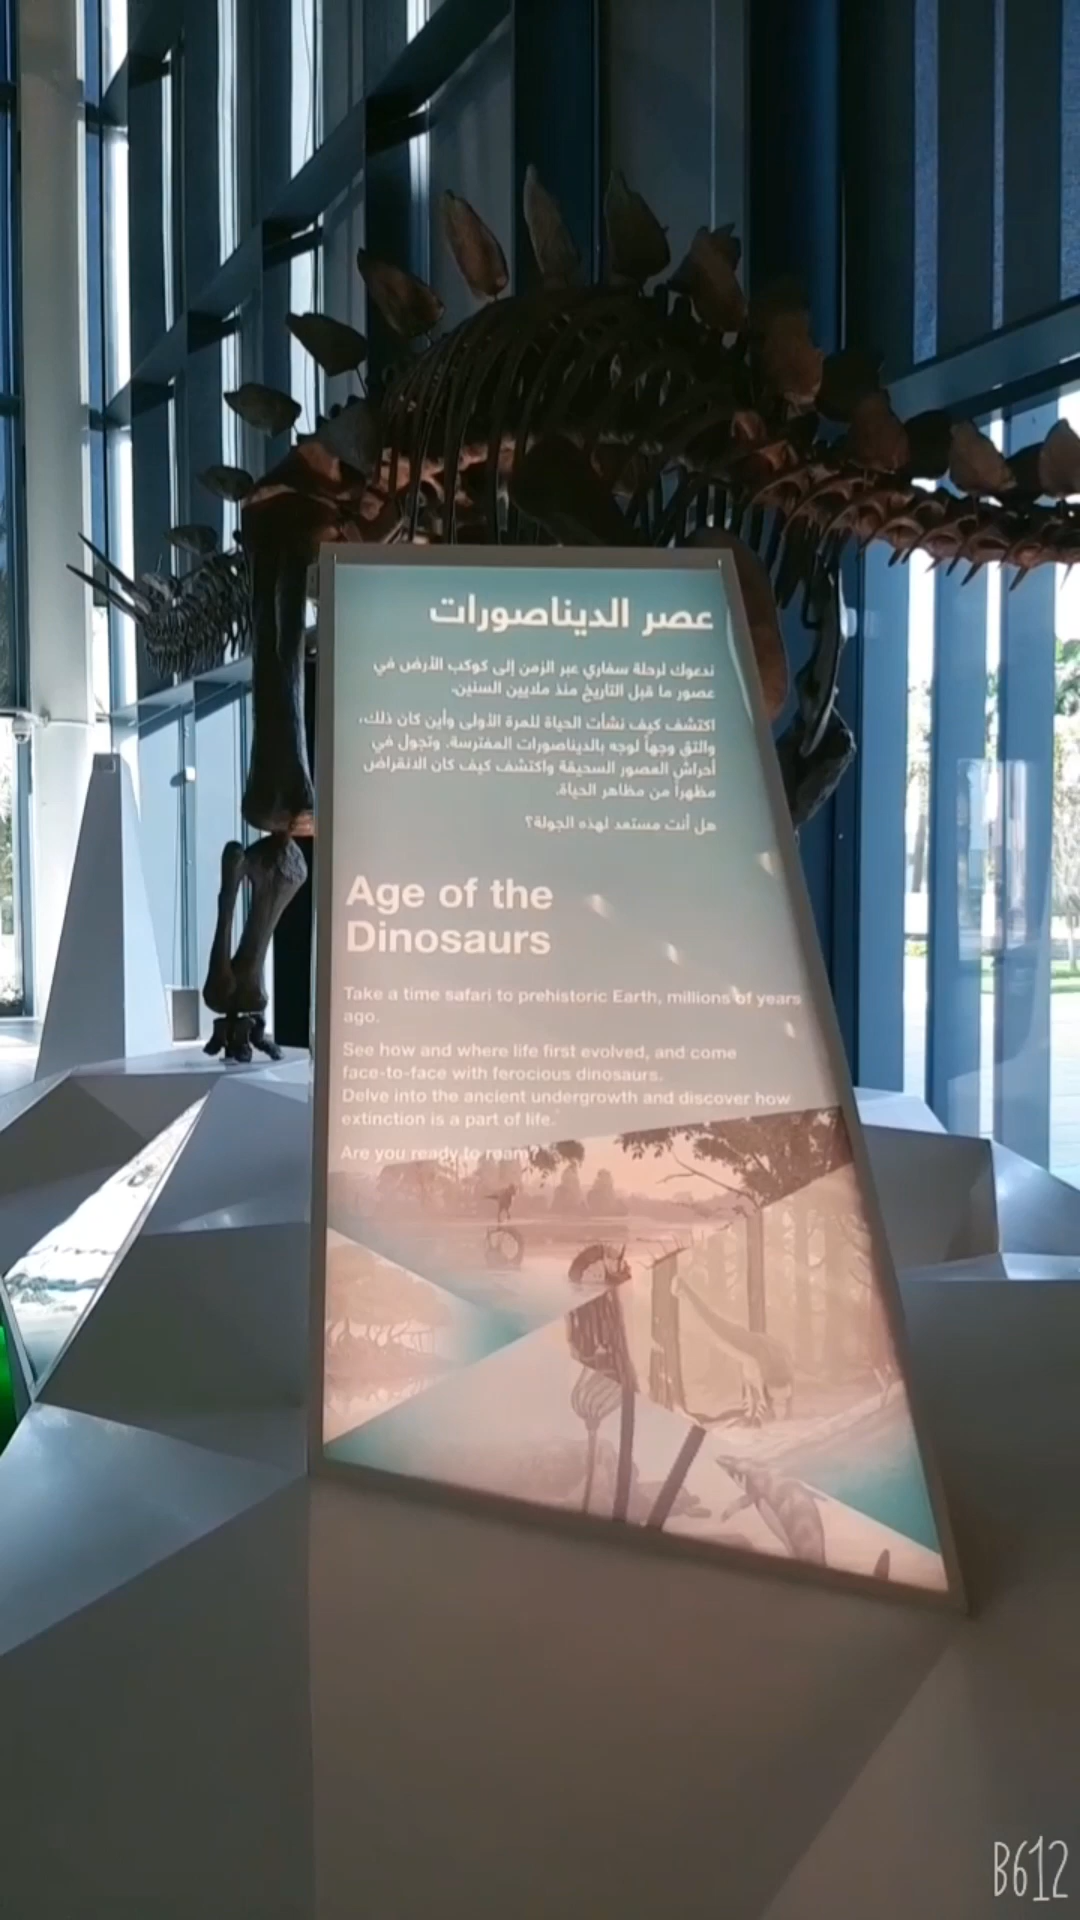 عصر الديناصورات
ندعوك لرحلة سفاري عبر الزمن إلى كوكب الأرض في
عصور ما قبل التاريخ منذ ملايين السنين.
اكتشف كيف نشأت الحياة للمرة الأولى وأين كان ذلك،
والتق وجهاً لوجه بالديناصورات المفترسة. وتجول في
أحراش العصور السحيقة واكتشف كيف كان الانقراض
مظهراً من مظاهر الحياة.
هل أنت مستعد لهذه الجولة؟
Age of the
Dinosaurs
Take a time safari to prehistoric Earth, millions of years
ago.
See how and where life first evolved, and come
face-to-face with ferocious dinosaurs.
Delve into the ancient undergrowth and discover how
extinction is a part of life.
Are you ready to roam?
B612